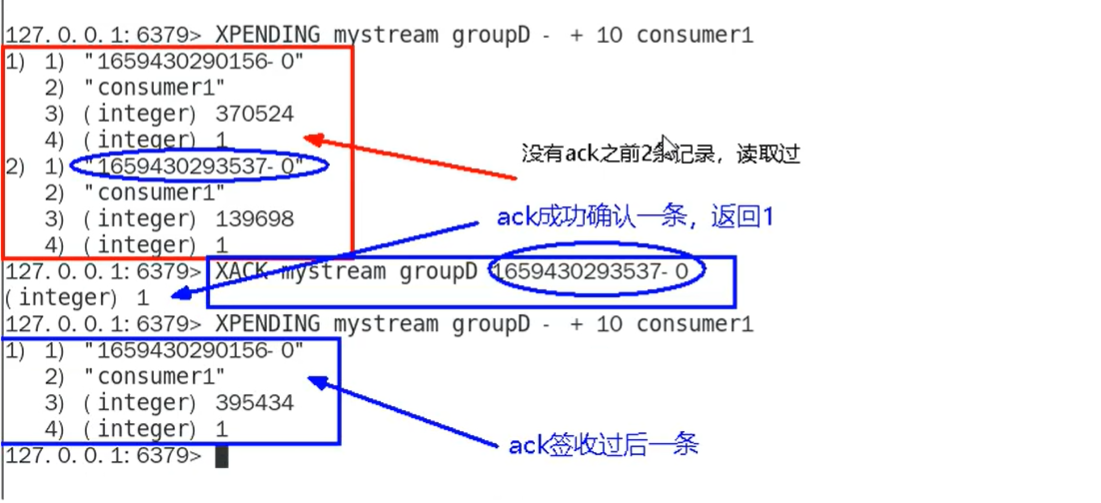 127.0.0.1:6379> XPENDING mystream groupD - + 10 consumer1
1) 1) "1659430290156-0"
2) "consumer1"
3) (integer) 370524
4) (integer) 1
没有ack之前2条记录，读取过
2) 1) "1659430293537-0"
2) "consumer1"
3) (integer) 139698
ack成功确认一条，返回1
4) (integer) 1
127.0.0.1:6379> XACK mystream groupD 1659430293537-0
(integer) 1
127.0.0.1:6379> XPENDING mystream groupD - + 10 consumer1
1) 1) "1659430290156-0"
2) "consumer1"
3) (integer) 395434
4) (integer) 1
ack签收过后一条
127.0.0.1:6379>